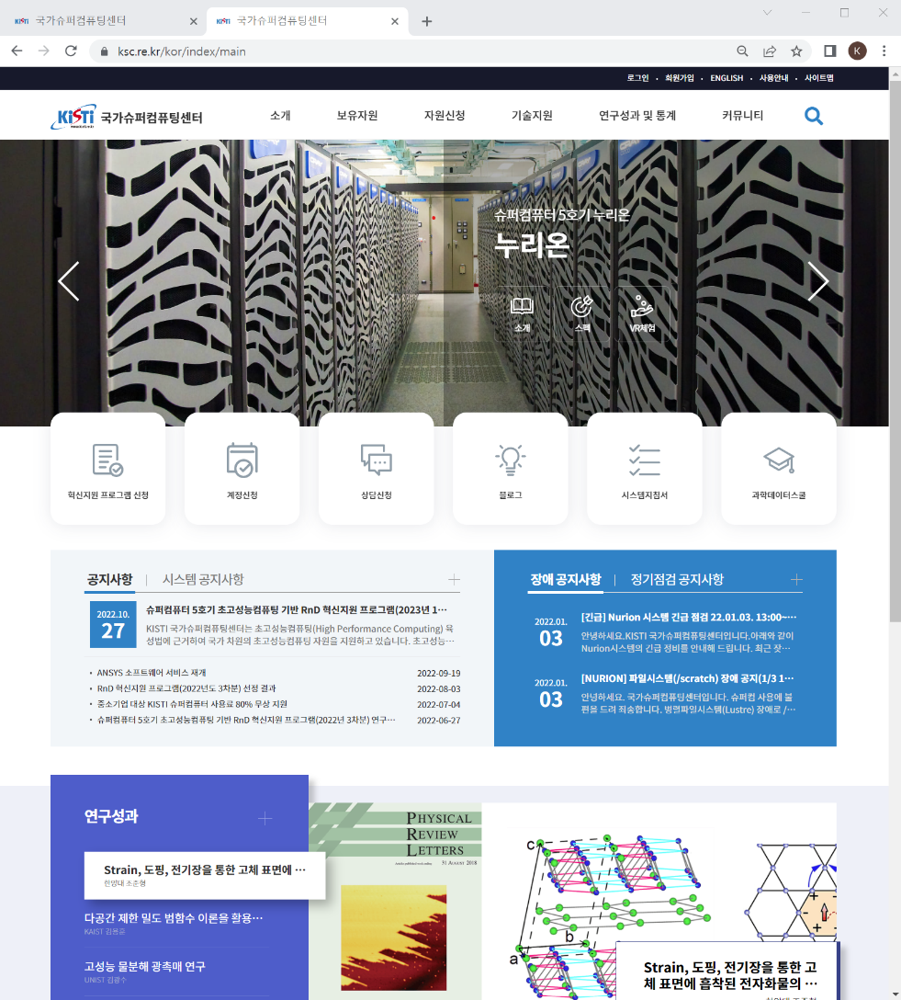 KiSTi 국가슈퍼컴퓨팅센터
KiSTi 국가슈퍼컴퓨팅센터
ksc.re.kr/kor/index/main
K
로그인 • 회원가입 • ENGLISH • 사용안내 • 사이트맵
KiSTi 국가슈퍼컴퓨팅센터
소개
보유자원
자원신청
기술지원
연구성과 및 통계
커뮤니티
슈퍼컴퓨터 5호기 누리온
누리온
소개
스펙
VR체험
혁신지원 프로그램 신청
계정신청
상담신청
블로그
시스템지침서
과학데이터스쿨
공지사항 | 시스템 공지사항
2022.10.
27
슈퍼컴퓨터 5호기 초고성능컴퓨팅 기반 RnD 혁신지원 프로그램(2023년 1…
KISTI 국가슈퍼컴퓨팅센터는 초고성능컴퓨팅(High Performance Computing) 육
성법에 근거하여 국가 차원의 초고성능컴퓨팅 자원을 지원하고 있습니다. 초고성능…
• ANSYS 소프트웨어 서비스 재개 2022-09-19
• RnD 혁신지원 프로그램(2022년도 3차분) 선정 결과 2022-08-03
• 중소기업 대상 KISTI 슈퍼컴퓨터 사용료 80% 무상 지원 2022-07-04
• 슈퍼컴퓨터 5호기 초고성능컴퓨팅 기반 RnD 혁신지원 프로그램(2022년 3차분) 연구… 2022-06-27
장애 공지사항 | 정기점검 공지사항
2022.01.
03
[긴급] Nurion 시스템 긴급 점검 22.01.03. 13:00~…
안녕하세요.KISTI 국가슈퍼컴퓨팅센터입니다.아래와 같이
Nurion시스템의 긴급 정비를 안내해 드립니다. 최근 잦…
2022.01.
03
[NURION] 파일시스템(/scratch) 장애 공지(1/3 1…
안녕하세요. 국가슈퍼컴퓨팅센터입니다. 슈퍼컴 사용에 불
편을 드려 죄송합니다. 병렬파일시스템(Lustre) 장애로 /…
연구성과
Strain, 도핑, 전기장을 통한 고체 표면에 …
한양대 조준형
다공간 제한 밀도 범함수 이론을 활용…
KAIST 김용훈
고성능 물분해 광촉매 연구
UNIST 김광수
PHYSICAL
REVIEW
LETTERS
31 AUGUST 2018
c
b
a
+
-
+
+
Strain, 도핑, 전기장을 통한 고
체 표면에 흡착된 전자화물의 …